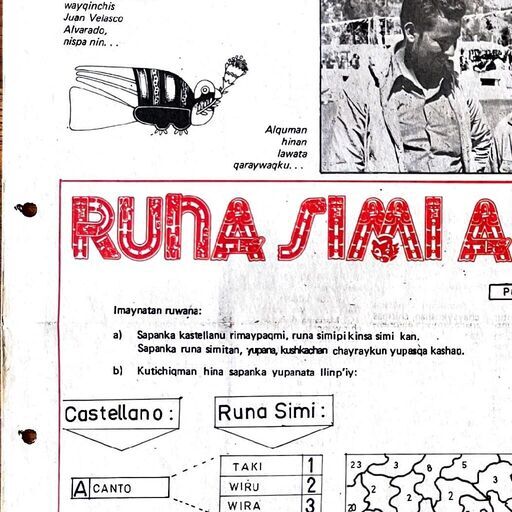 wayqinchis
Juan Velasco
Alvarado,
nispa nin. . .
Alquman
hinan
lawata
qaraywaqku. . .
RUNA SIMI A
P
Imaynatan ruwana:
a) Sapanka kastellanu rimaypaqmi, runa simipi kinsa simi kan.
Sapanka runa simitan, yupana, kushkachan chayraykun yupasqa kashan.
b) Kutichiqman hina sapanka yupanata llinp'iy:
Castellano :
Runa Simi :
A CANTO
TAKI 1
WIRU 2
WIRA 3
23 3 8 5
2 2
20